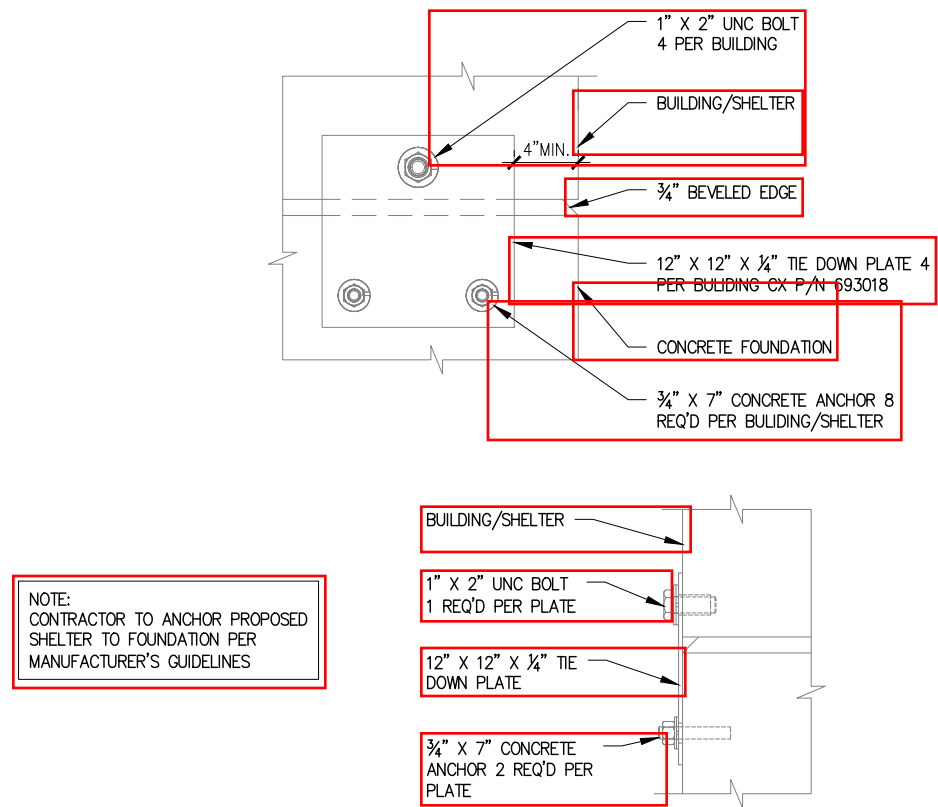 1" X 2" UNC BOLT
4 PER BUILDING
BUILDING/SHELTER
4"MIN.
¾" BEVELED EDGE
12" X 12" X ¼" TIE DOWN PLATE 4
PER BULIDING CX P/N 693018
CONCRETE FOUNDATION
¾" X 7" CONCRETE ANCHOR 8
REQ'D PER BULIDING/SHELTER
BUILDING/SHELTER
1" X 2" UNC BOLT
1 REQ'D PER PLATE
12" X 12" X ¼" TIE
DOWN PLATE
¾" X 7" CONCRETE
ANCHOR 2 REQ'D PER
PLATE
NOTE:
CONTRACTOR TO ANCHOR PROPOSED
SHELTER TO FOUNDATION PER
MANUFACTURER'S GUIDELINES